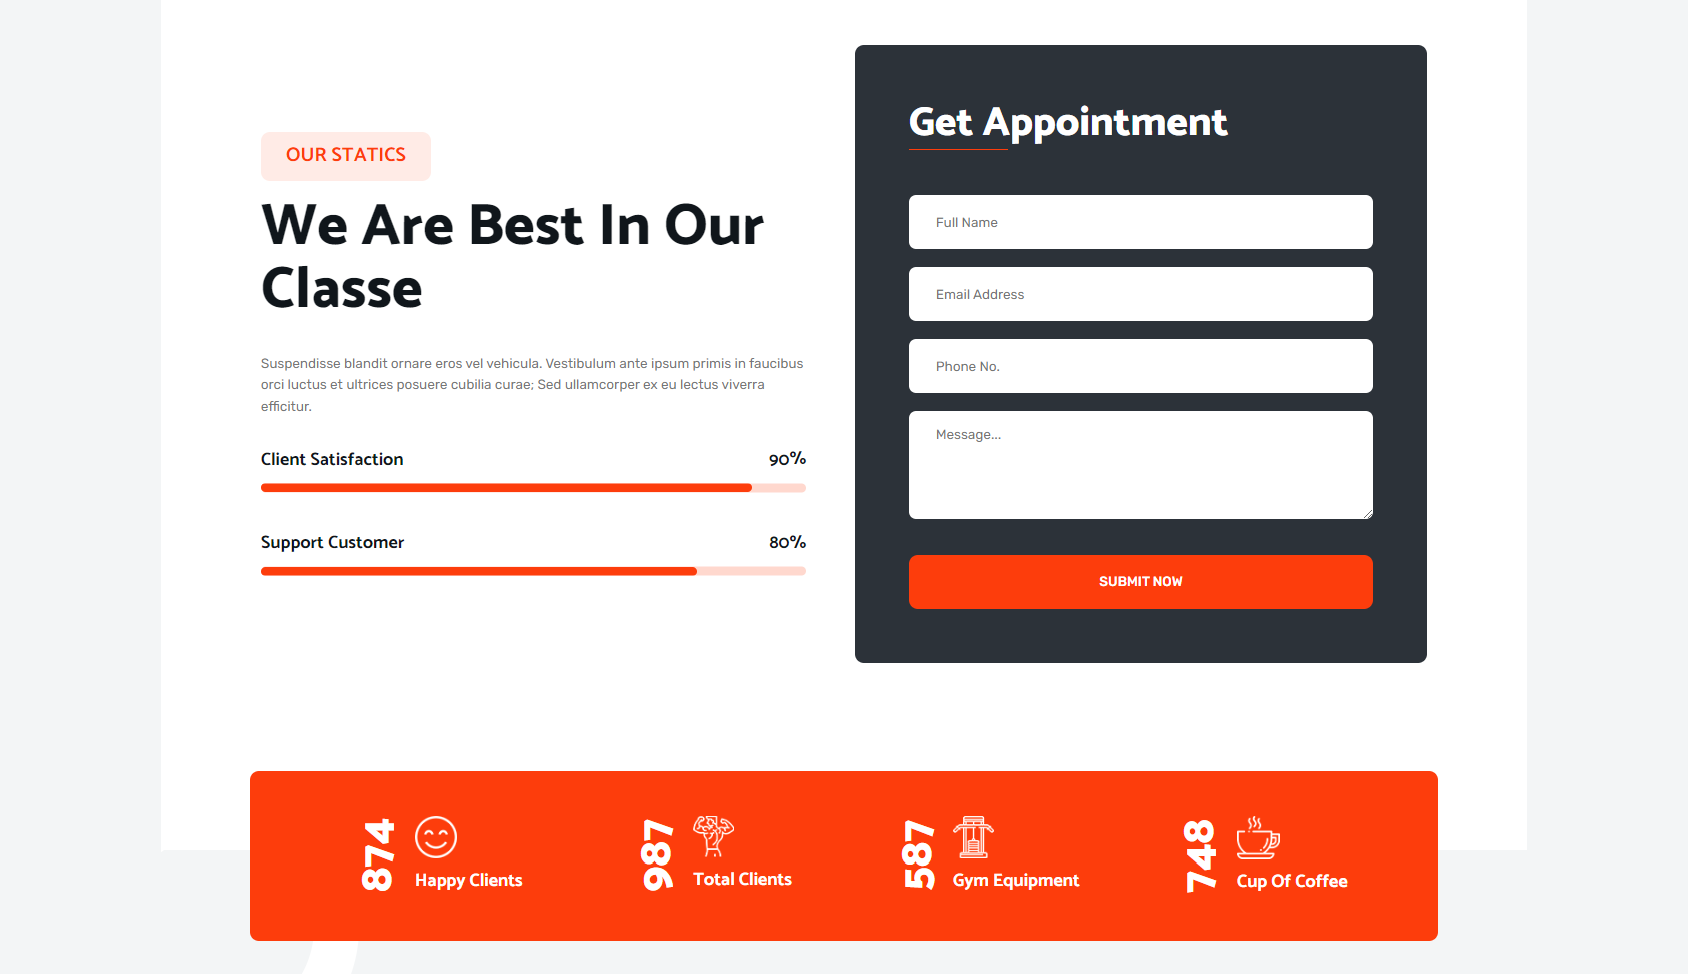 OUR STATICS
We Are Best In Our
Classe
Suspendisse blandit ornare eros vel vehicula. Vestibulum ante ipsum primis in faucibus
orci luctus et ultrices posuere cubilia curae; Sed ullamcorper ex eu lectus viverra
efficitur.
Client Satisfaction 90%
Support Customer 80%
Get Appointment
Full Name
Email Address
Phone No.
Message...
SUBMIT NOW
874
Happy Clients
987
Total Clients
587
Gym Equipment
748
Cup Of Coffee